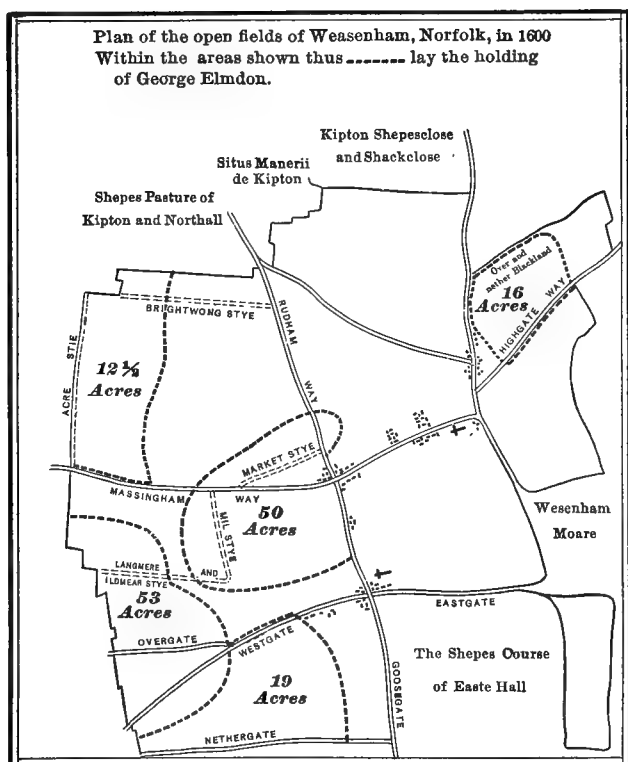 Plan of the open fields of Weasenham, Norfolk, in 1600
Within the areas shown thus ------- lay the holding
of George Elmdon.
Kipton Shepesclose
and Shackclose
Situs Manerii
de Kipton
Shepes Pasture of
Kipton and Northall
Over and
nether Blackland
16
Acres
HIGHGATE WAY
BRIGHTWONG STYE
RUDHAM WAY
ACRE STIE
12 1/2
Acres
MARKET STYE
MASSINGHAM WAY
MIL STYE
50
Acres
Wesenham
Moare
LANGMERE AND
ILDMEAR STYE
53
Acres
EASTGATE
OVERGATE
WESTGATE
The Shepes Course
of Easte Hall
19
Acres
GOOSEGATE
NETHERGATE